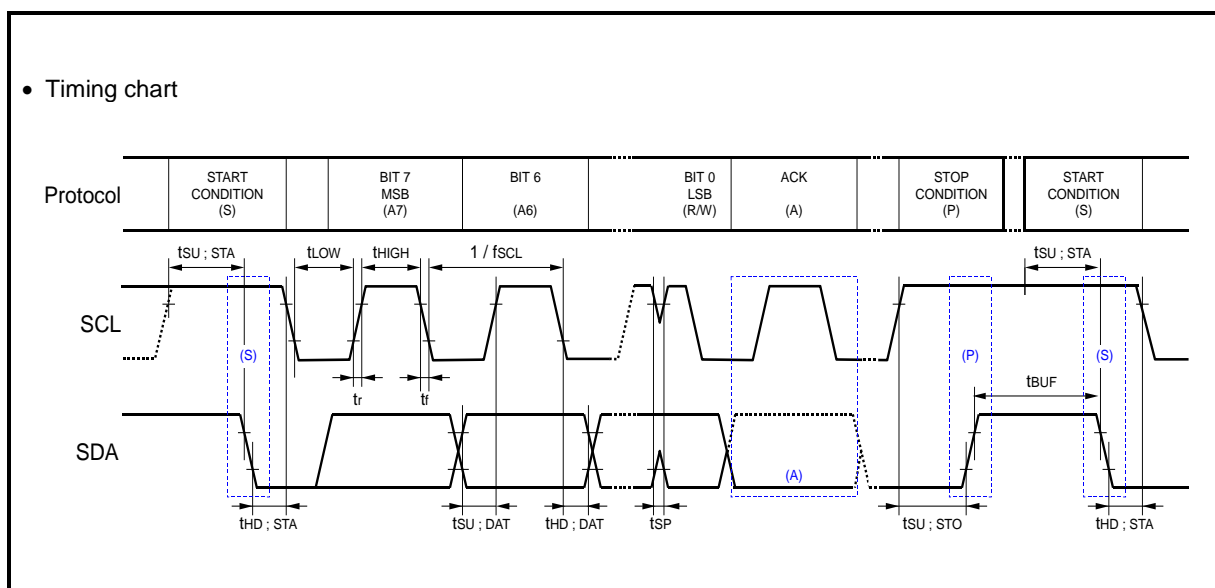 • Timing chart
Protocol
START
CONDITION
(S)
BIT 7
MSB
(A7)
BIT 6
(A6)
BIT 0
LSB
(R/W)
ACK
(A)
STOP
CONDITION
(P)
START
CONDITION
(S)
tSU ; STA
tLOW
tHIGH
1 / fSCL
tSU ; STA
SCL
(S)
(P)
(S)
tr
tf
tBUF
SDA
(A)
tHD ; STA
tSU ; DAT
tHD ; DAT
tSP
tSU ; STO
tHD ; STA